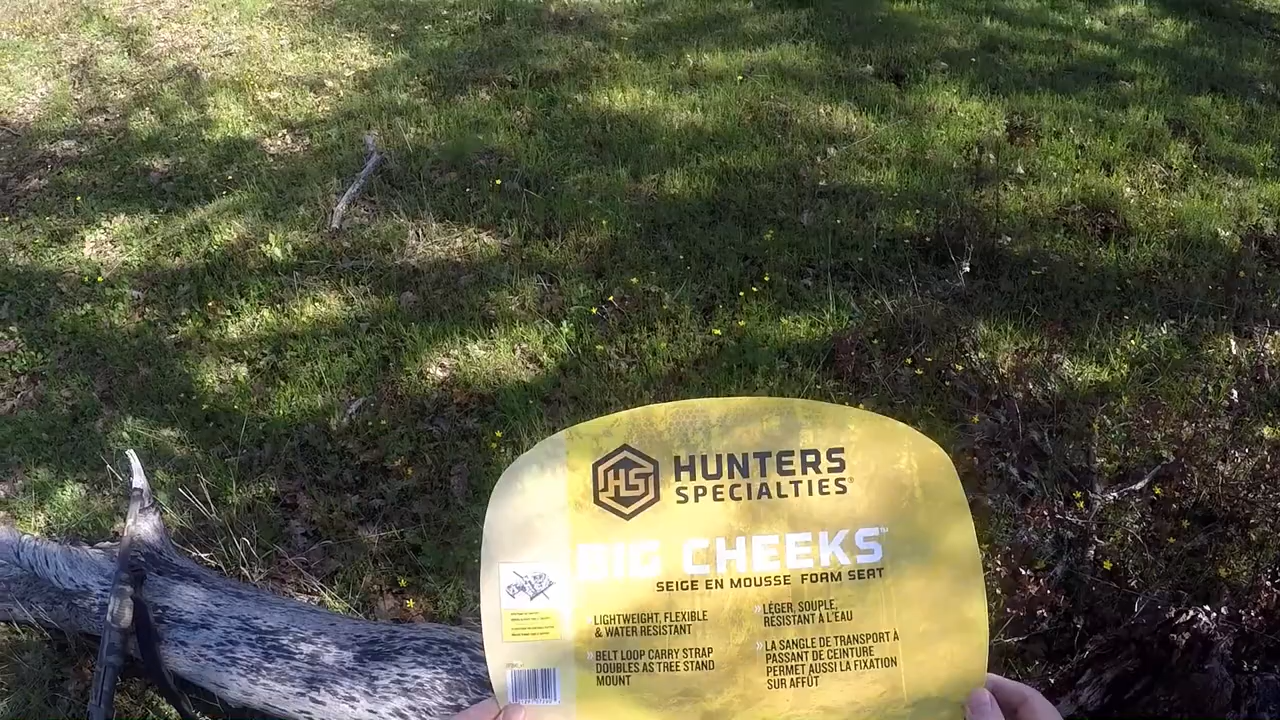 HS
HUNTERS
SPECIALTIES®
BIG CHEEKS™
SEIGE EN MOUSSE FOAM SEAT
LIGHTWEIGHT, FLEXIBLE
& WATER RESISTANT
» BELT LOOP CARRY STRAP
DOUBLES AS TREE STAND
MOUNT
» LÉGER, SOUPLE,
RÉSISTANT À L'EAU
» LA SANGLE DE TRANSPORT À
PASSANT DE CEINTURE
PERMET AUSSI LA FIXATION
SUR AFFÛT